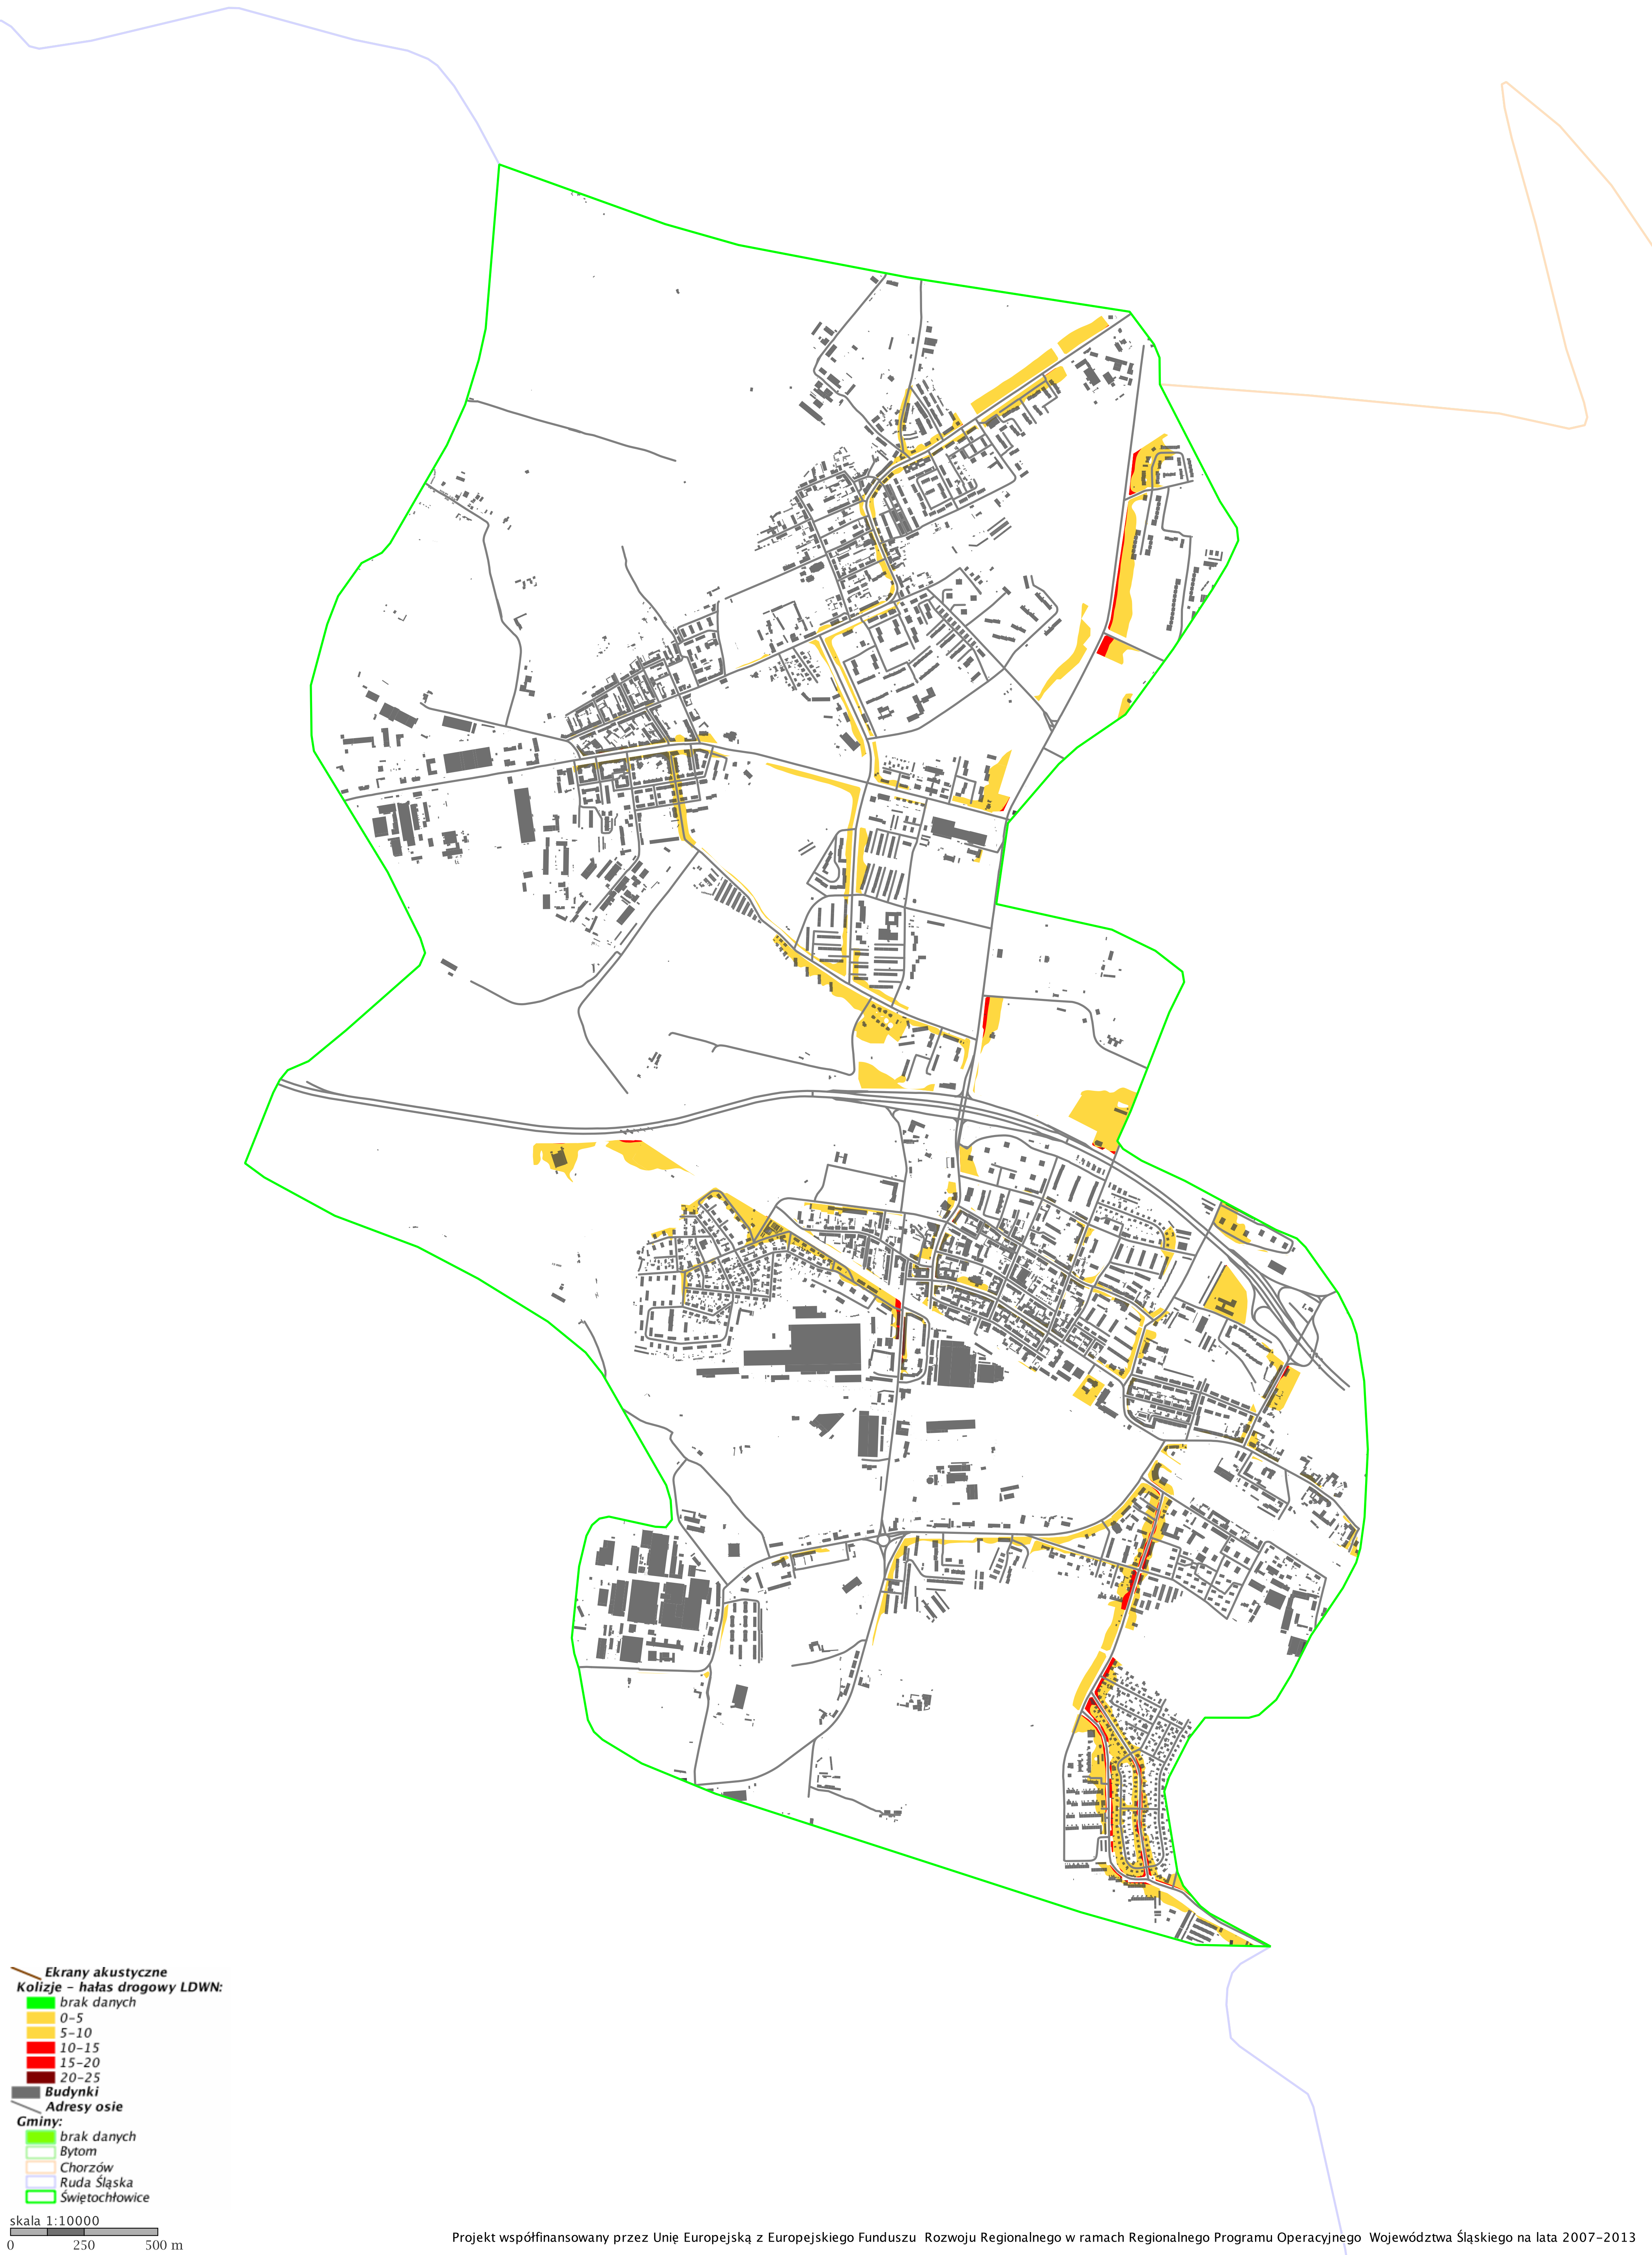 Ekrany akustyczne
Kolizje - hałas drogowy LDWN:
brak danych
0-5
5-10
10-15
15-20
20-25
Budynki
Adresy osie
Gminy:
brak danych
Bytom
Chorzów
Ruda Śląska
Świętochłowice
skala 1:10000
0 250 500 m
Projekt współfinansowany przez Unię Europejską z Europejskiego Funduszu Rozwoju Regionalnego w ramach Regionalnego Programu Operacyjnego Województwa Śląskiego na lata 2007-2013